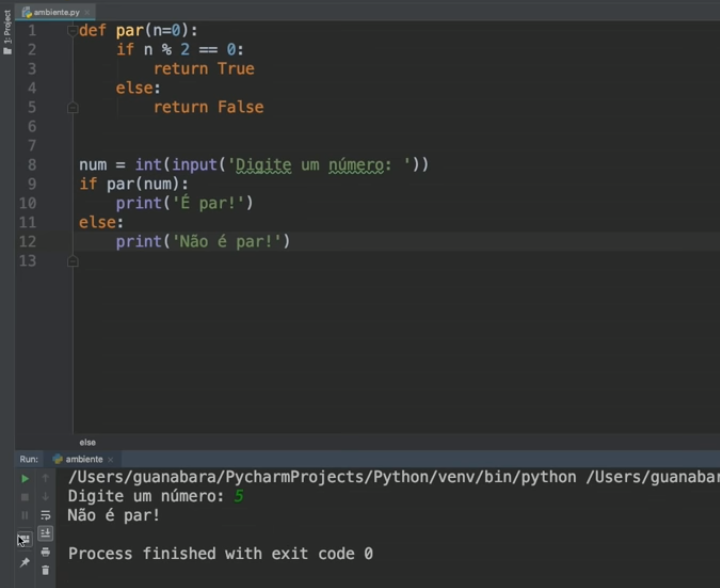 1: Project
ambiente.py
1 def par(n=0):
2     if n % 2 == 0:
3         return True
4     else:
5         return False
6
7
8 num = int(input('Digite um número: '))
9 if par(num):
10     print('É par!')
11 else:
12     print('Não é par!')
13
else
Run: ambiente
/Users/guanabara/PycharmProjects/Python/venv/bin/python /Users/guanabar
Digite um número: 5
Não é par!
Process finished with exit code 0